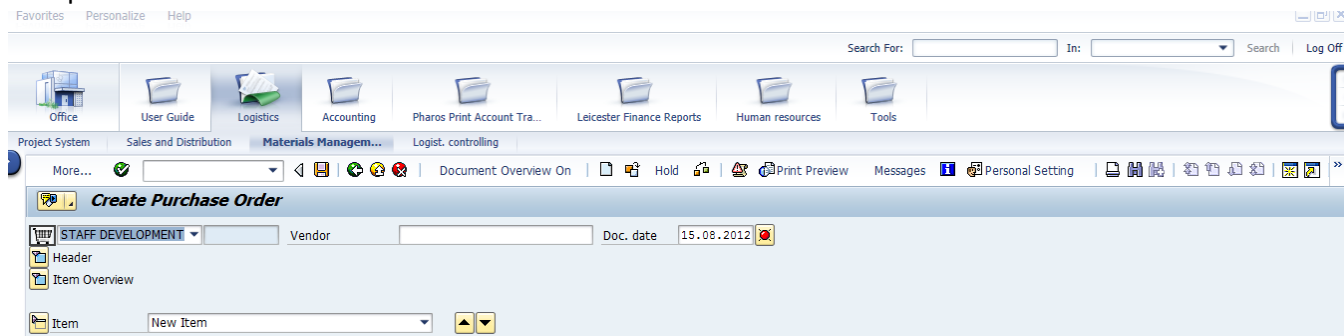 Favorites Personalize Help
Search For: In: Search Log Off
Office User Guide Logistics Accounting Pharos Print Account Tra... Leicester Finance Reports Human resources Tools
Project System Sales and Distribution Materials Managem... Logist. controlling
More... Document Overview On Hold Print Preview Messages Personal Setting »
Create Purchase Order
STAFF DEVELOPMENT Vendor Doc. date 15.08.2012
Header
Item Overview
Item New Item